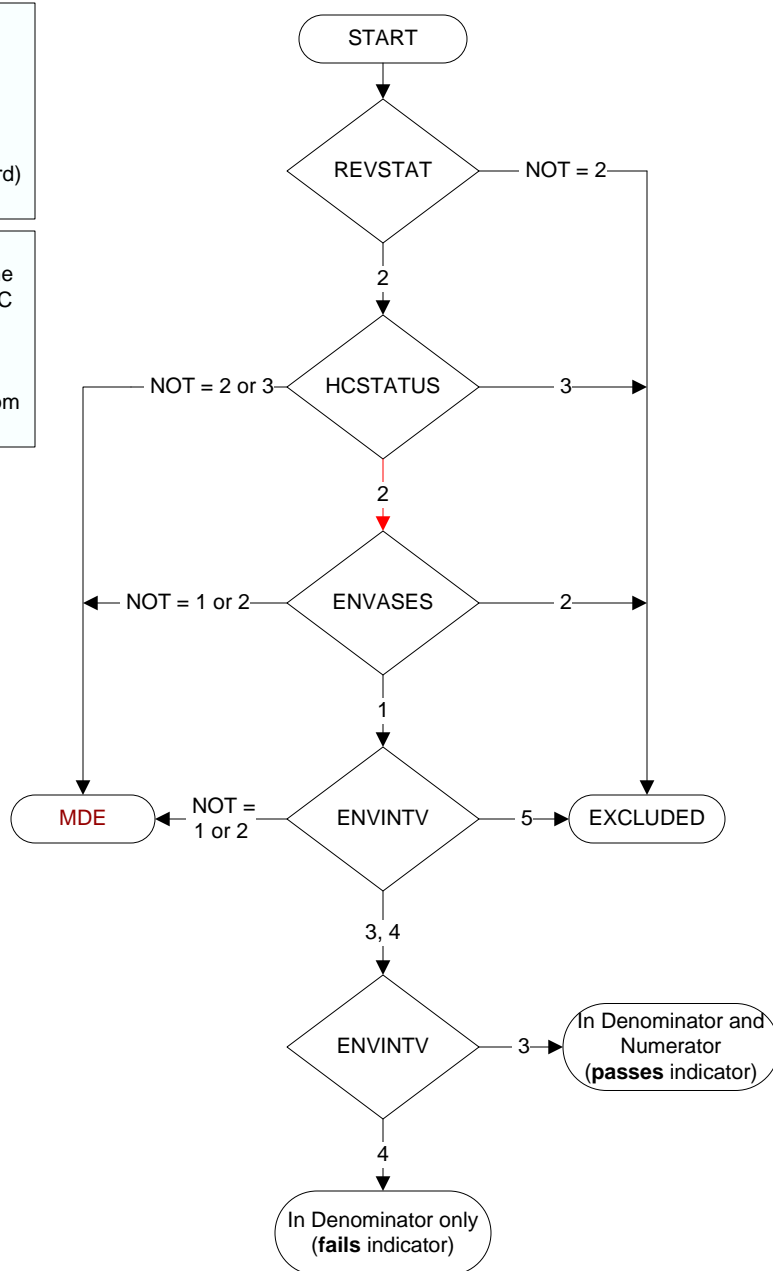 START
rd)
REVSTAT
NOT = 2
ne
C
2
om
NOT = 2 or 3
HCSTATUS
3
2
NOT = 1 or 2
ENVASES
2
1
MDE
NOT =
1 or 2
ENVINTV
5
EXCLUDED
3, 4
ENVINTV
3
In Denominator and
Numerator
(passes indicator)
4
In Denominator only
(fails indicator)